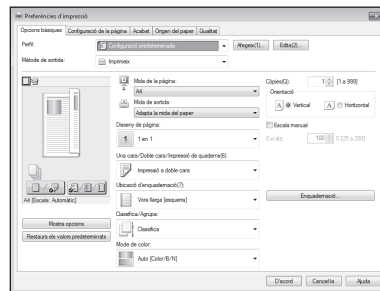 Preferències d'impressió
Opcions bàsiques
Configuració de la pàgina
Acabat
Origen del paper
Qualitat
Perfil:
Configuració predeterminada
Afegeix(1)...
Edita(2)...
Mètode de sortida:
Imprimeix
Mida de la pàgina:
A4
Mida de sortida:
Adapta la mida del paper
Disseny de pàgina:
1
1 en 1
Una cara/Doble cara/Impressió de quaderns(6):
Impressió a doble cara
Ubicació d'enquadernació(7):
Vora llarga [esquerra]
Classifica/Agrupa:
Classifica
Mode de color:
Auto [Color/B/N]
Còpies(Q):
1
[1 a 999]
Orientació
A
Vertical
A
Horitzontal
Escala manual
Escala:
100
% [25 a 200]
Enquadernació...
A4 [Escala: Automàtic]
Mostra opcions
Restaura els valors predeterminats
D'acord
Cancel·la
Ajuda